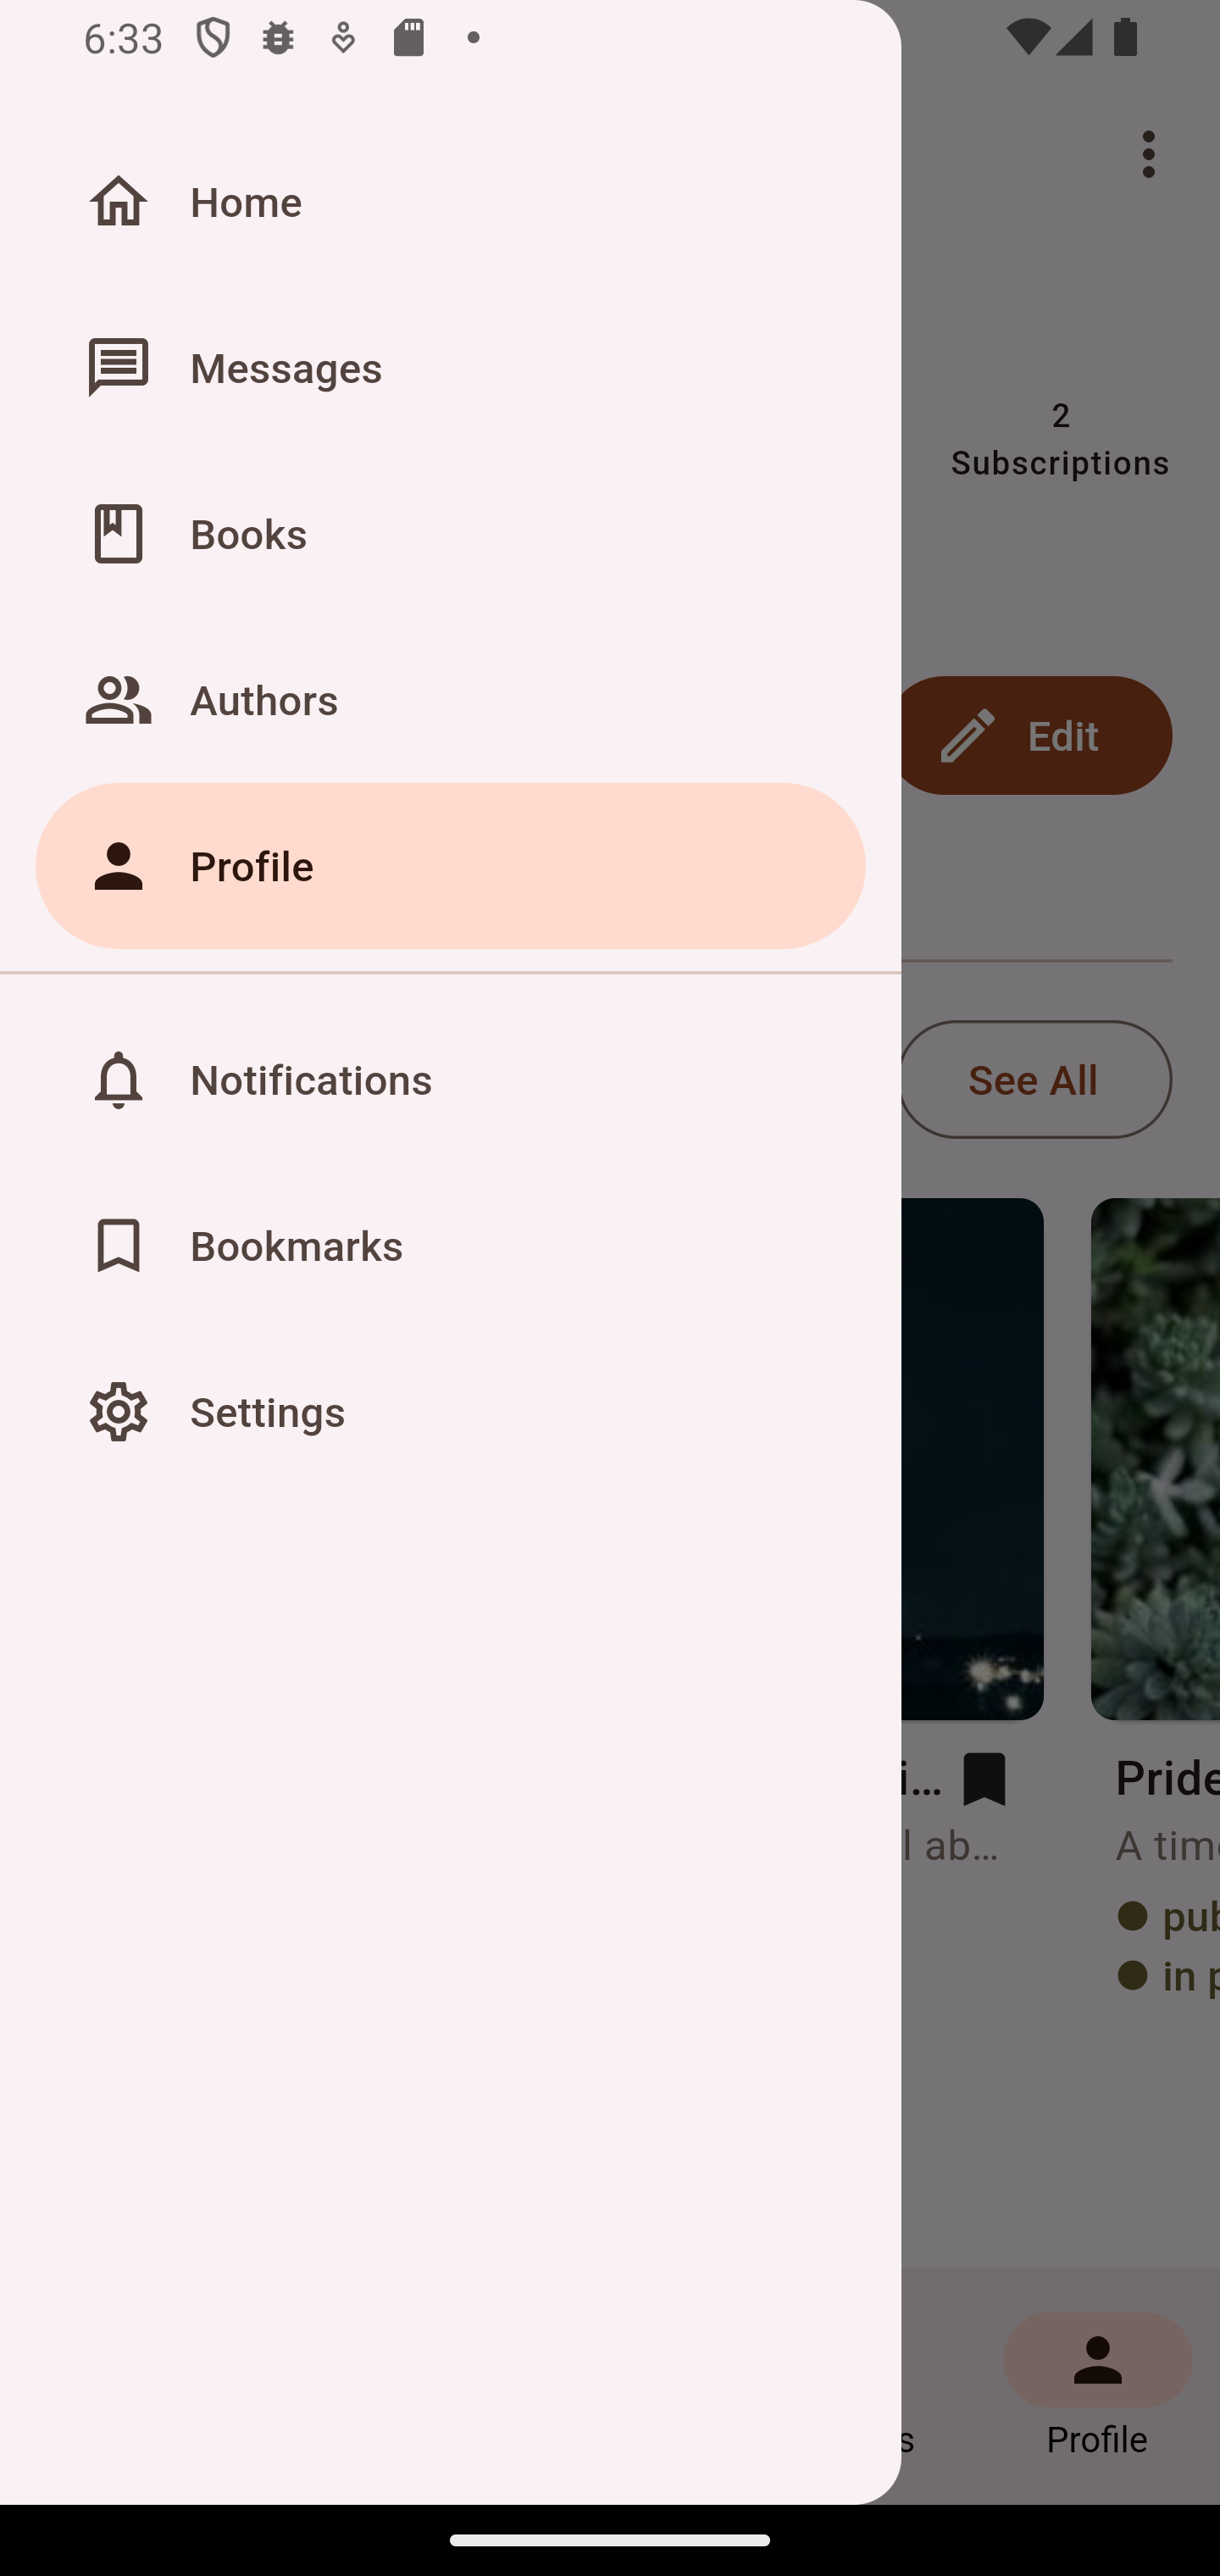 6:33
Home
Messages
Books
Authors
Profile
Notifications
Bookmarks
Settings
2
Subscriptions
Edit
See All
i...
l ab...
Pride
A tim
pub
in p
s
Profile